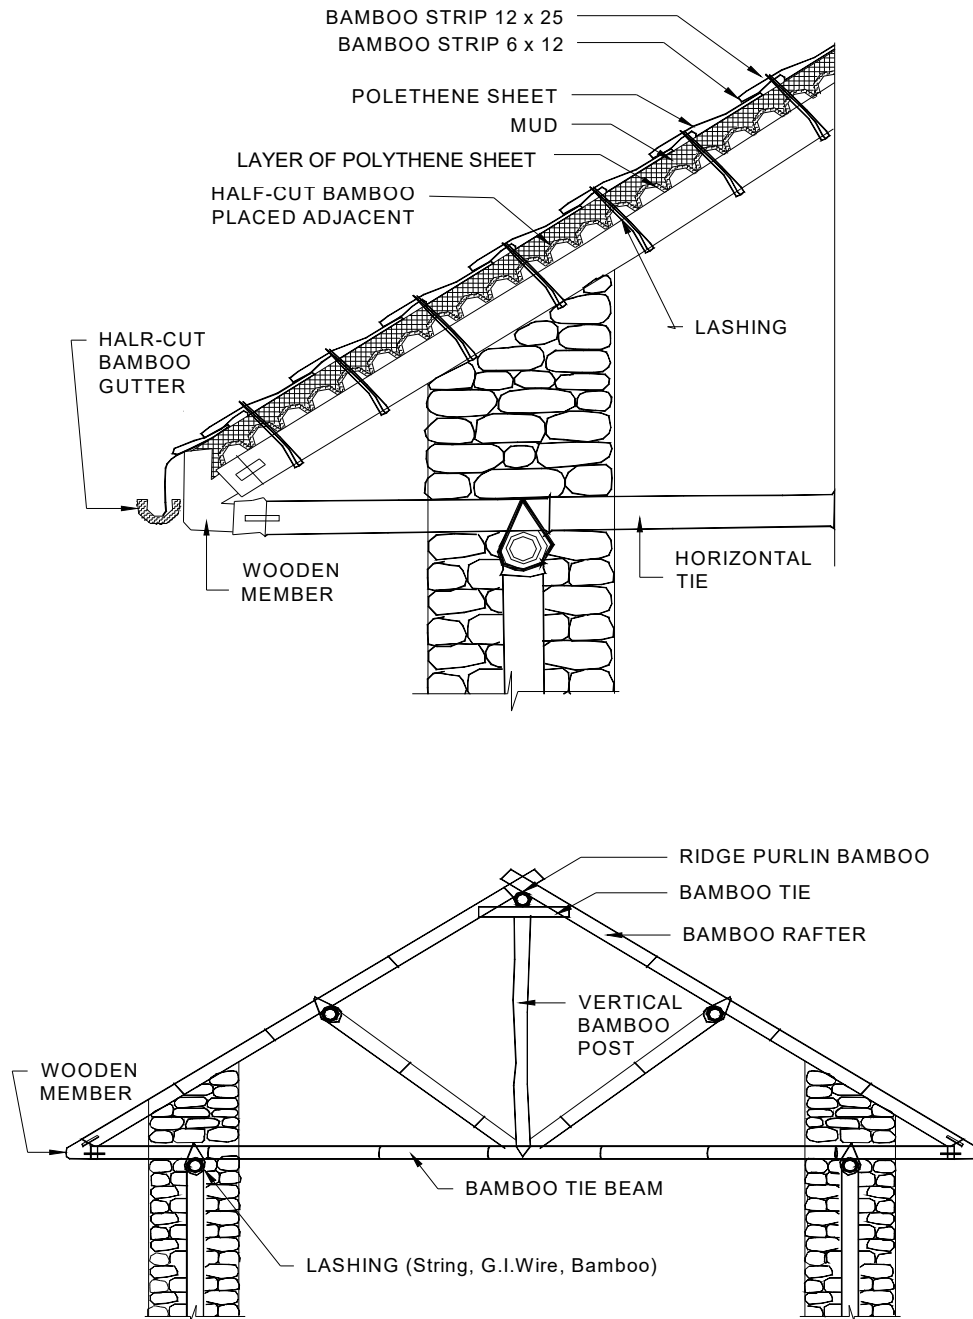 BAMBOO STRIP 12 x 25
BAMBOO STRIP 6 x 12
POLETHENE SHEET
MUD
LAYER OF POLYTHENE SHEET
HALF-CUT BAMBOO
PLACED ADJACENT
LASHING
HALR-CUT
BAMBOO
GUTTER
WOODEN
MEMBER
HORIZONTAL
TIE
RIDGE PURLIN BAMBOO
BAMBOO TIE
BAMBOO RAFTER
VERTICAL
BAMBOO
POST
WOODEN
MEMBER
BAMBOO TIE BEAM
LASHING (String, G.I.Wire, Bamboo)